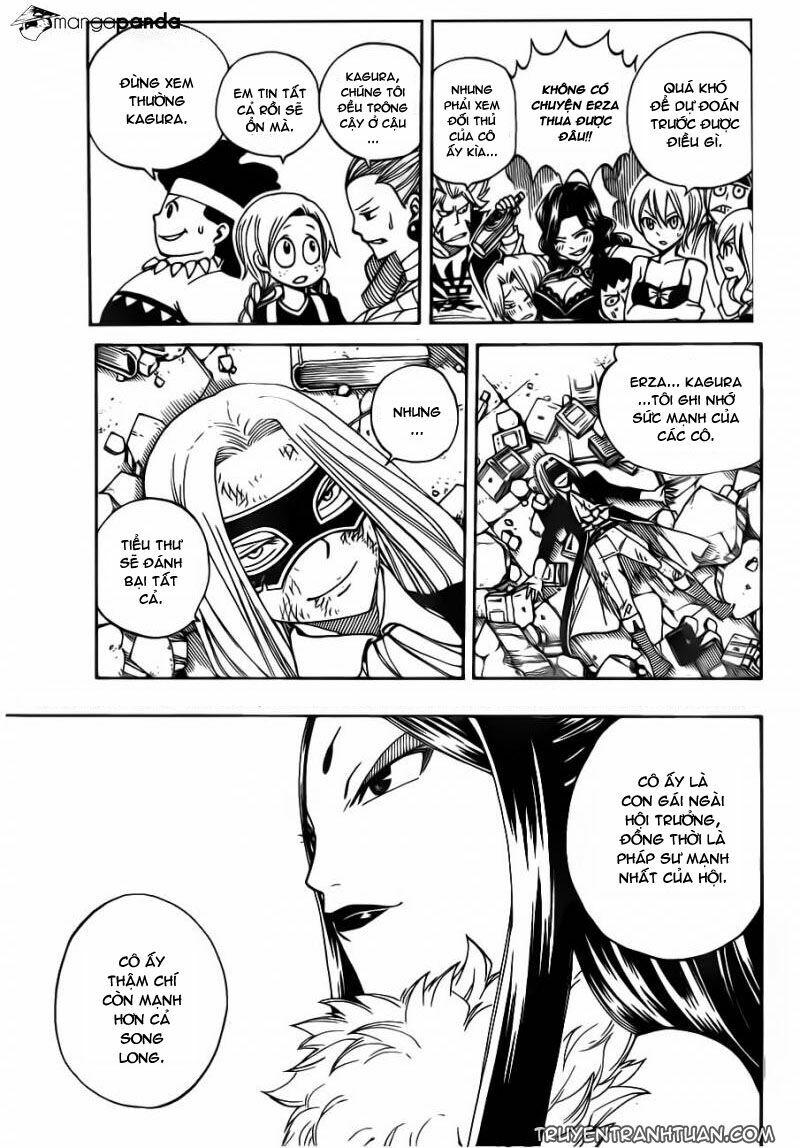 mangapanda
QUÁ KHÓ
ĐỂ DỰ ĐOÁN
TRƯỚC ĐƯỢC
ĐIỀU GÌ.
KHÔNG CÓ
CHUYỆN ERZA
THUA ĐƯỢC
ĐÂU!!
NHƯNG
PHẢI XEM
ĐỐI THỦ
CỦA CÔ
ẤY KÌA...
KAGURA,
CHÚNG TÔI
ĐỀU TRÔNG
CẬY Ở CẬU
...
EM TIN TẤT
CẢ RỒI SẼ
ỔN MÀ.
ĐÙNG XEM
THƯỜNG
KAGURA.
ERZA... KAGURA
...TÔI GHI NHỚ
SỨC MẠNH CỦA
CÁC CÔ.
NHƯNG
...
TIỂU THƯ
SẼ ĐÁNH
BẠI TẤT
CẢ.
CÔ ẤY LÀ
CON GÁI NGÀI
HỘI TRƯỞNG,
ĐỒNG THỜI LÀ
PHÁP SƯ MẠNH
NHẤT CỦA HỘI.
CÔ ẤY
THẬM CHÍ
CÒN MẠNH
HƠN CẢ
SONG
LONG.
TRUYENTRANHTUAN.COM